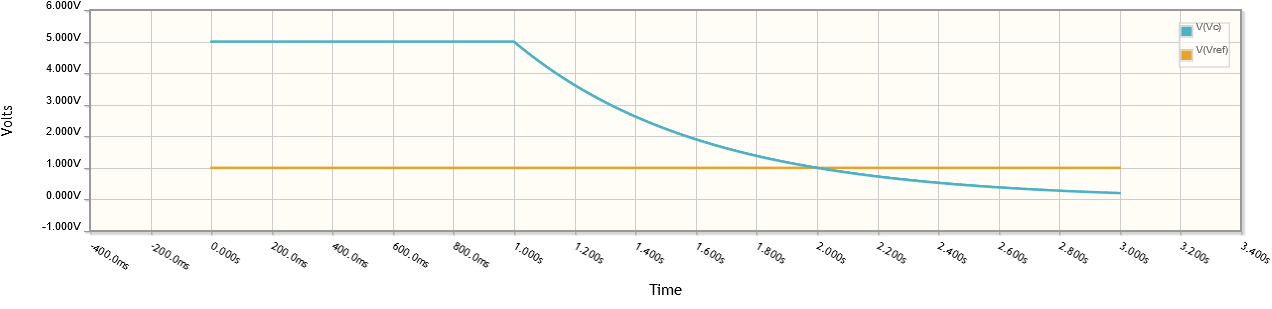 6.000V
5.000V
4.000V
3.000V
2.000V
1.000V
0.000V
-1.000V
Volts
V(Vc)
V(Vref)
-400.0ms
-200.0ms
0.000s
200.0ms
400.0ms
600.0ms
800.0ms
1.000s
1.200s
1.400s
1.600s
1.800s
2.000s
2.200s
2.400s
2.600s
2.800s
3.000s
3.200s
3.400s
Time